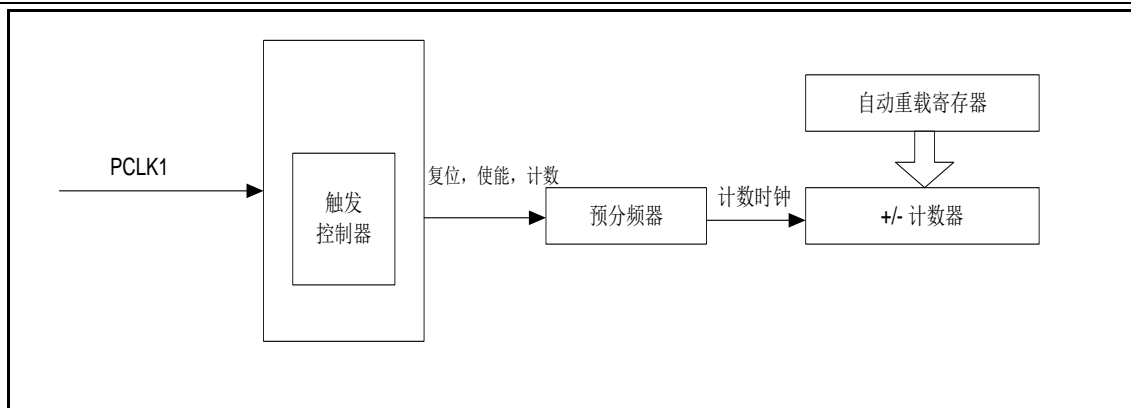 自动重载寄存器
PCLK1
复位，使能，计数
触发
控制器
预分频器
计数时钟
+/- 计数器